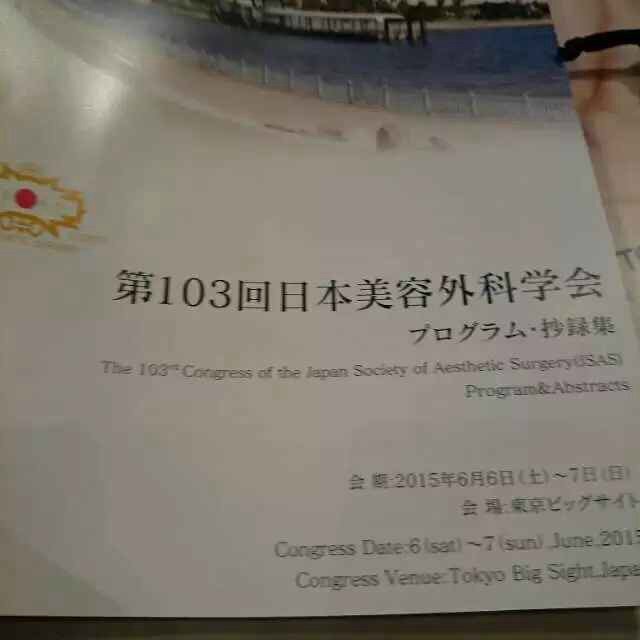 第103回日本美容外科学会
プログラム・抄録集
The 103rd Congress of the Japan Society of Aesthetic Surgery(JSAS)
Program&Abstracts
会 期:2015年6月6日(土)～7日(日)
会 場:東京ビッグサイト
Congress Date:6(sat)～7(sun).June.2015
Congress Venue:Tokyo Big Sight.Japa